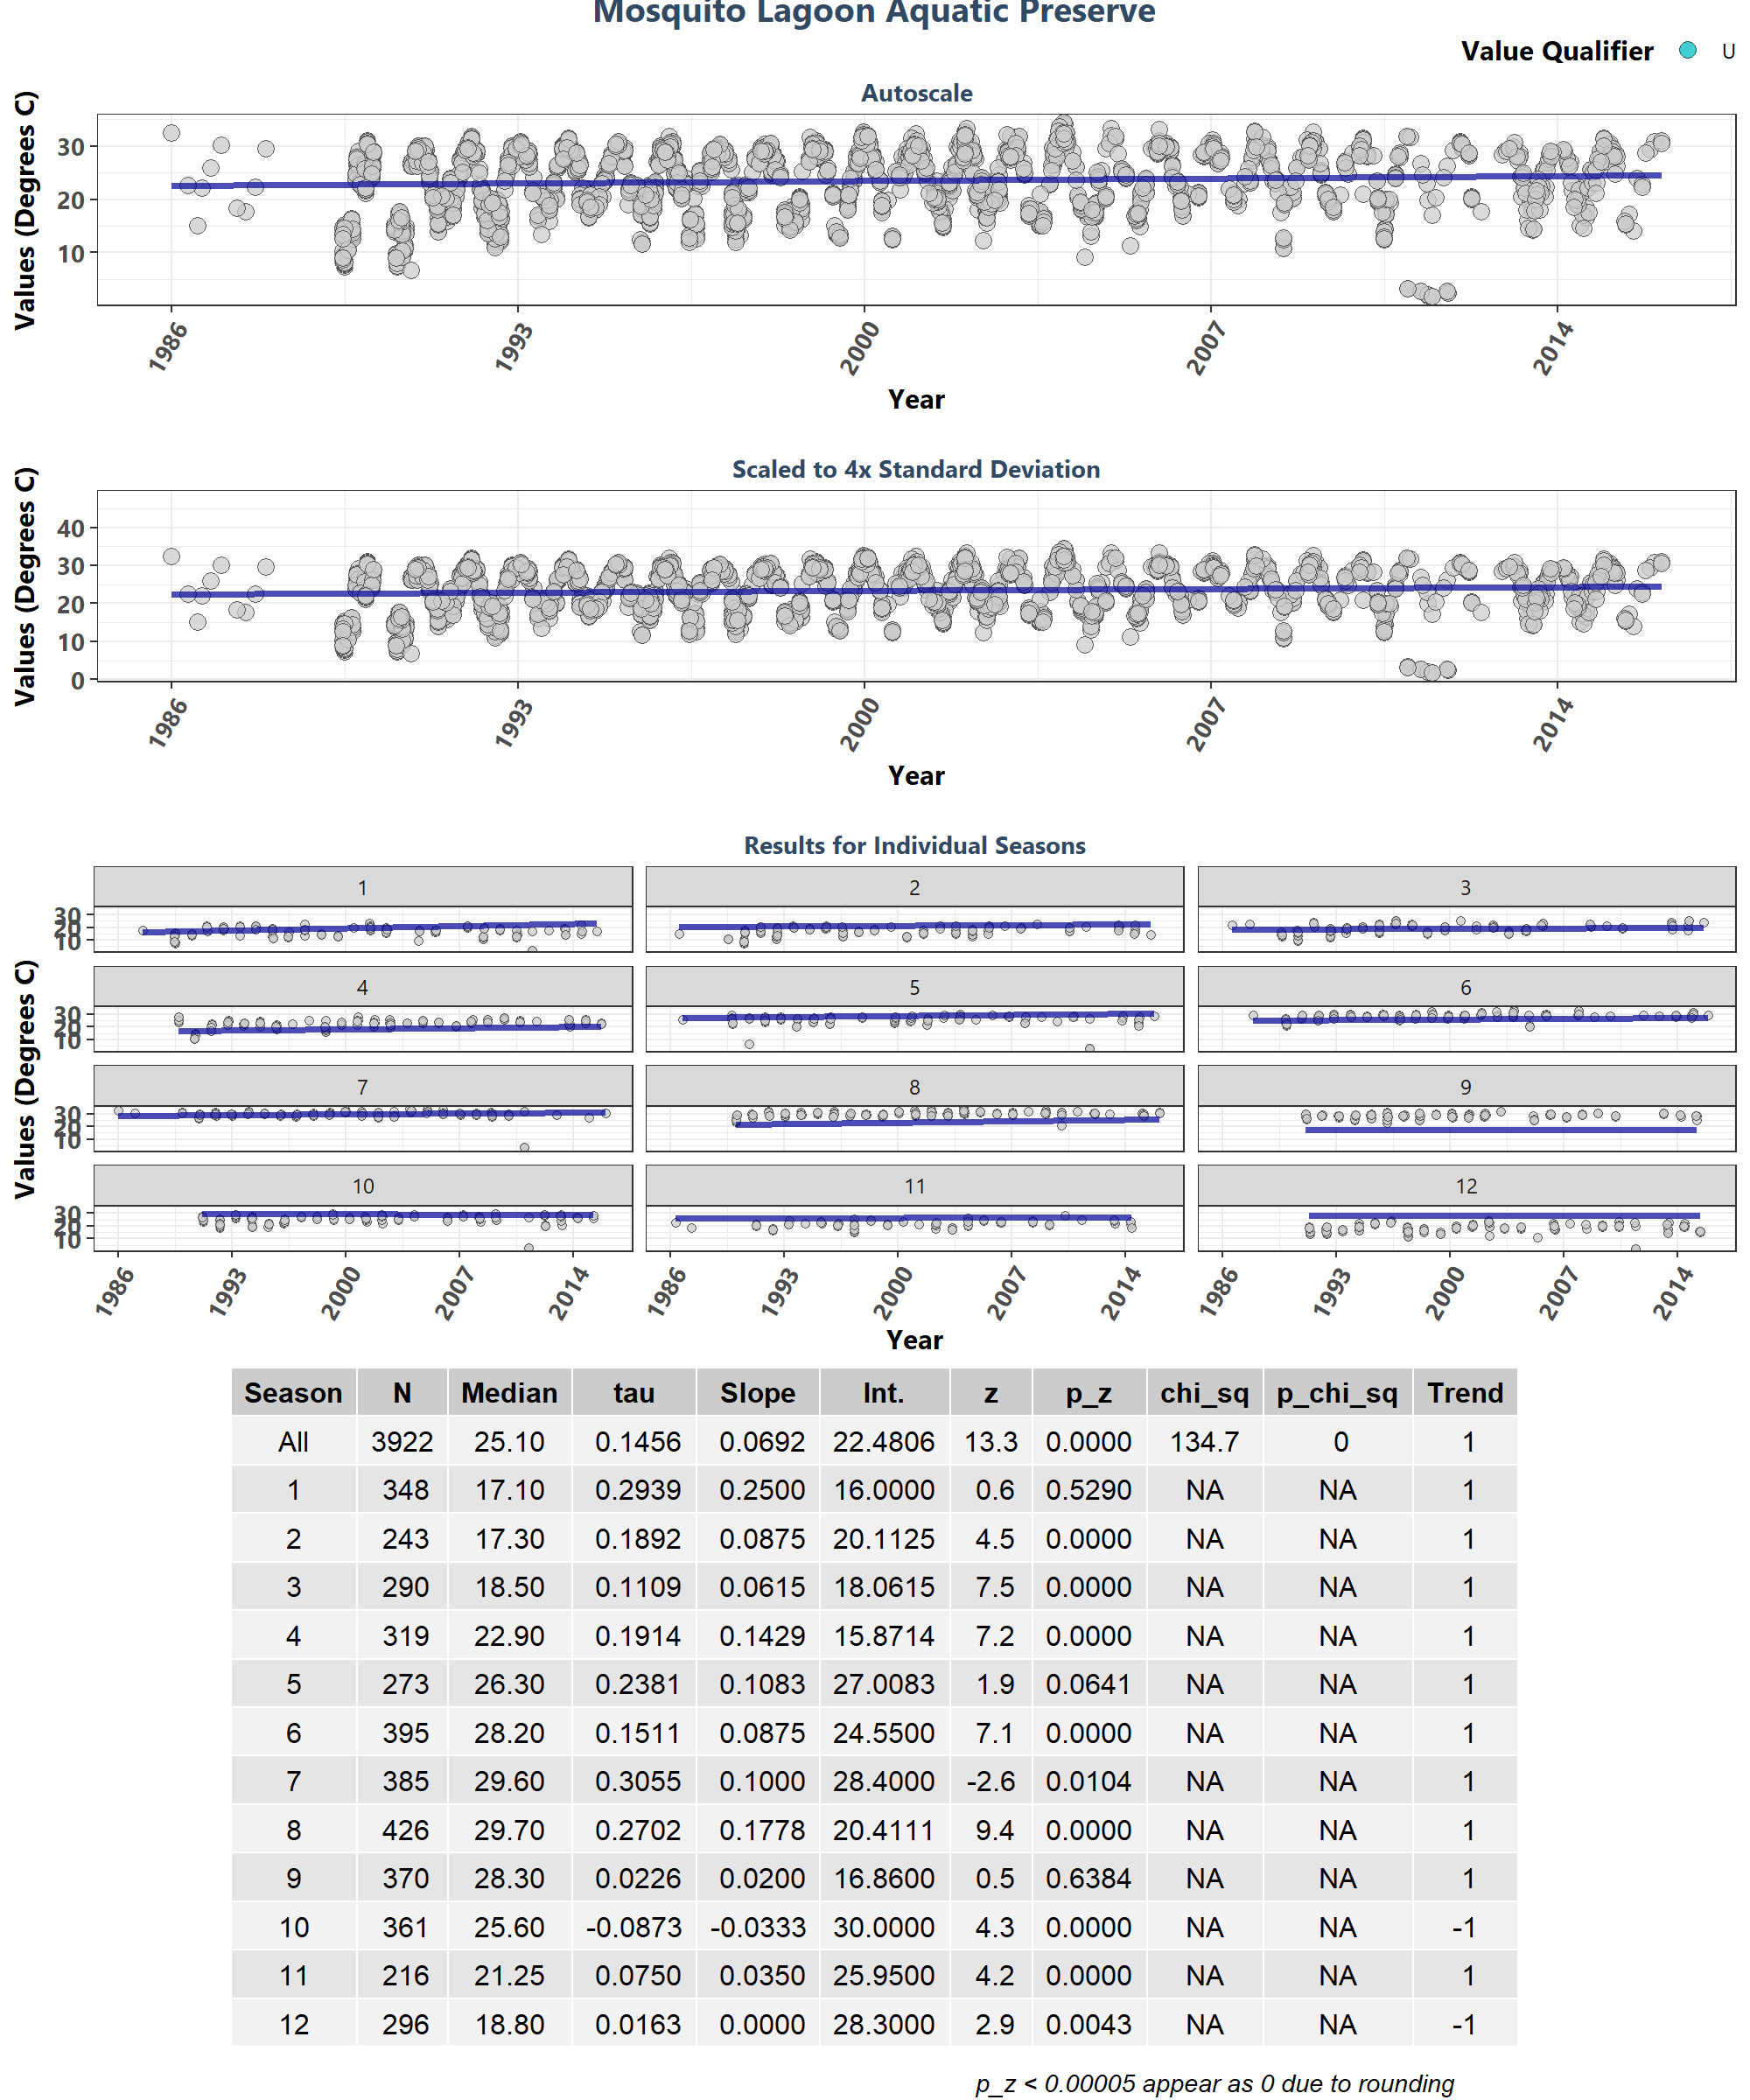 Mosquito Lagoon Aquatic Preserve
Value Qualifier U
Autoscale
Values (Degrees C)
30
20
10
1986 1993 2000 2007 2014
Year
Scaled to 4x Standard Deviation
Values (Degrees C)
40
30
20
10
0
1986 1993 2000 2007 2014
Year
Results for Individual Seasons
Values (Degrees C)
1 2 3
30
20
10
4 5 6
30
20
10
7 8 9
30
20
10
10 11 12
30
20
10
1986 1993 2000 2007 2014 1986 1993 2000 2007 2014 1986 1993 2000 2007 2014
Year
Season N Median tau Slope Int. z p_z chi_sq p_chi_sq Trend
All 3922 25.10 0.1456 0.0692 22.4806 13.3 0.0000 134.7 0 1
1 348 17.10 0.2939 0.2500 16.0000 0.6 0.5290 NA NA 1
2 243 17.30 0.1892 0.0875 20.1125 4.5 0.0000 NA NA 1
3 290 18.50 0.1109 0.0615 18.0615 7.5 0.0000 NA NA 1
4 319 22.90 0.1914 0.1429 15.8714 7.2 0.0000 NA NA 1
5 273 26.30 0.2381 0.1083 27.0083 1.9 0.0641 NA NA 1
6 395 28.20 0.1511 0.0875 24.5500 7.1 0.0000 NA NA 1
7 385 29.60 0.3055 0.1000 28.4000 -2.6 0.0104 NA NA 1
8 426 29.70 0.2702 0.1778 20.4111 9.4 0.0000 NA NA 1
9 370 28.30 0.0226 0.0200 16.8600 0.5 0.6384 NA NA 1
10 361 25.60 -0.0873 -0.0333 30.0000 4.3 0.0000 NA NA -1
11 216 21.25 0.0750 0.0350 25.9500 4.2 0.0000 NA NA 1
12 296 18.80 0.0163 0.0000 28.3000 2.9 0.0043 NA NA -1
p_z < 0.00005 appear as 0 due to rounding